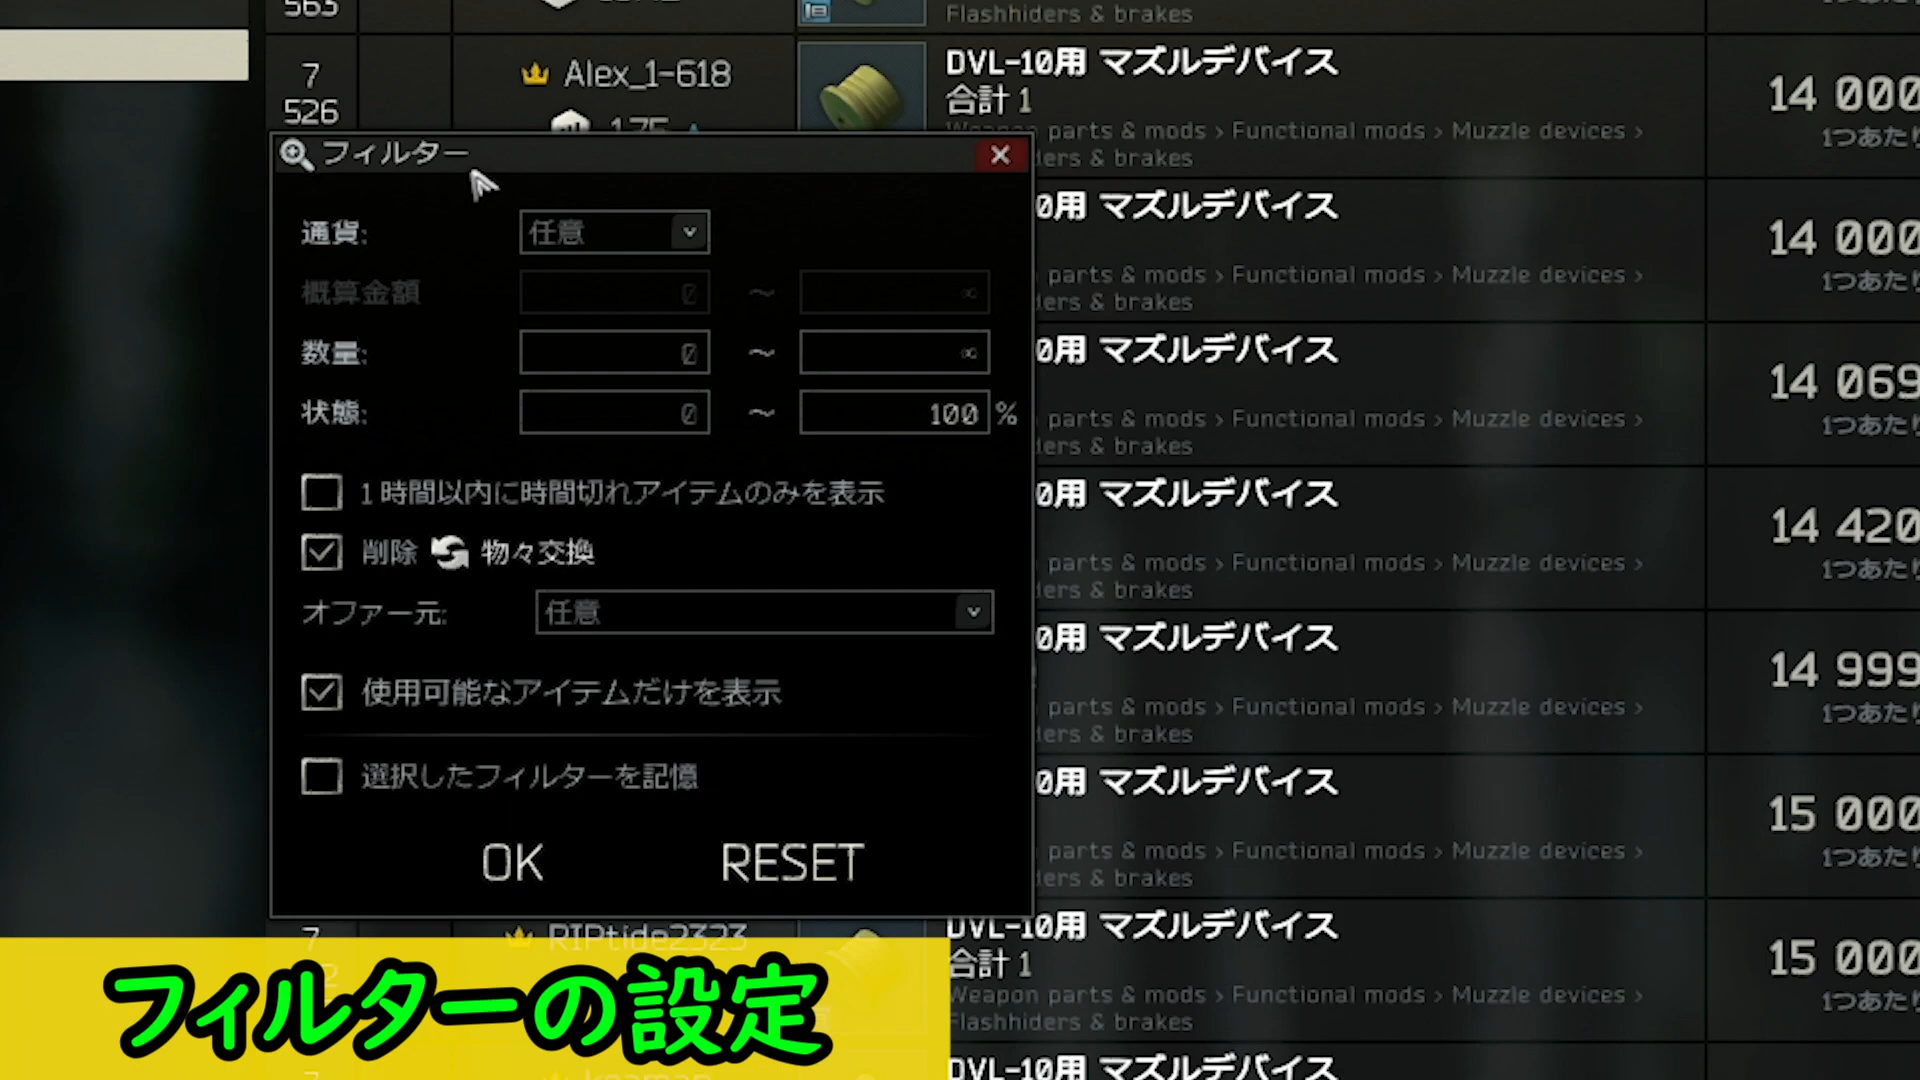 563
Flashhiders & brakes
7
526
Alex_1-618
175
DVL-10用 マズルデバイス
合計 1
parts & mods › Functional mods › Muzzle devices ›
ders & brakes
14 000
1つあたり
フィルター
通貨: 任意
概算金額 0 ～ ∞
数量: 0 ～ ∞
状態: 0 ～ 100 %
1 時間以内に時間切れアイテムのみを表示
削除 物々交換
オファー元: 任意
使用可能なアイテムだけを表示
選択したフィルターを記憶
OK RESET
0用 マズルデバイス
parts & mods › Functional mods › Muzzle devices ›
ders & brakes
14 000
1つあたり
0用 マズルデバイス
parts & mods › Functional mods › Muzzle devices ›
ders & brakes
14 069
1つあたり
0用 マズルデバイス
parts & mods › Functional mods › Muzzle devices ›
ders & brakes
14 420
1つあたり
0用 マズルデバイス
parts & mods › Functional mods › Muzzle devices ›
ders & brakes
14 999
1つあたり
0用 マズルデバイス
parts & mods › Functional mods › Muzzle devices ›
ders & brakes
15 000
1つあたり
7
RIPtide2323
DVL-10用 マズルデバイス
合計 1
Weapon parts & mods › Functional mods › Muzzle devices ›
Flashhiders & brakes
15 000
1つあたり
DVL-10用 マズルデバイス
フィルターの設定